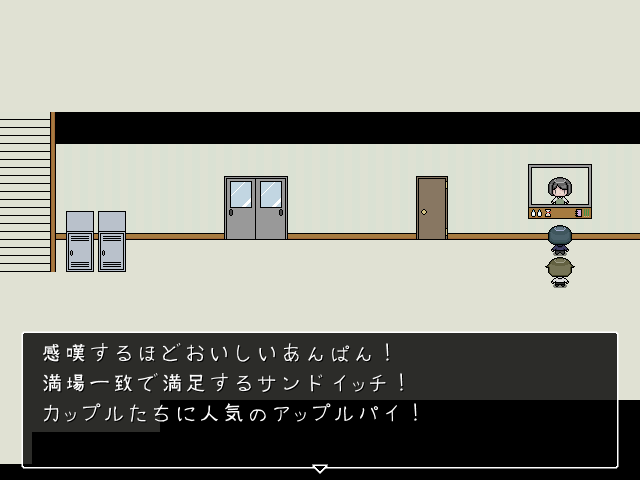 感嘆するほどおいしいあんぱん！
満場一致で満足するサンドイッチ！
カップルたちに人気のアップルパイ！